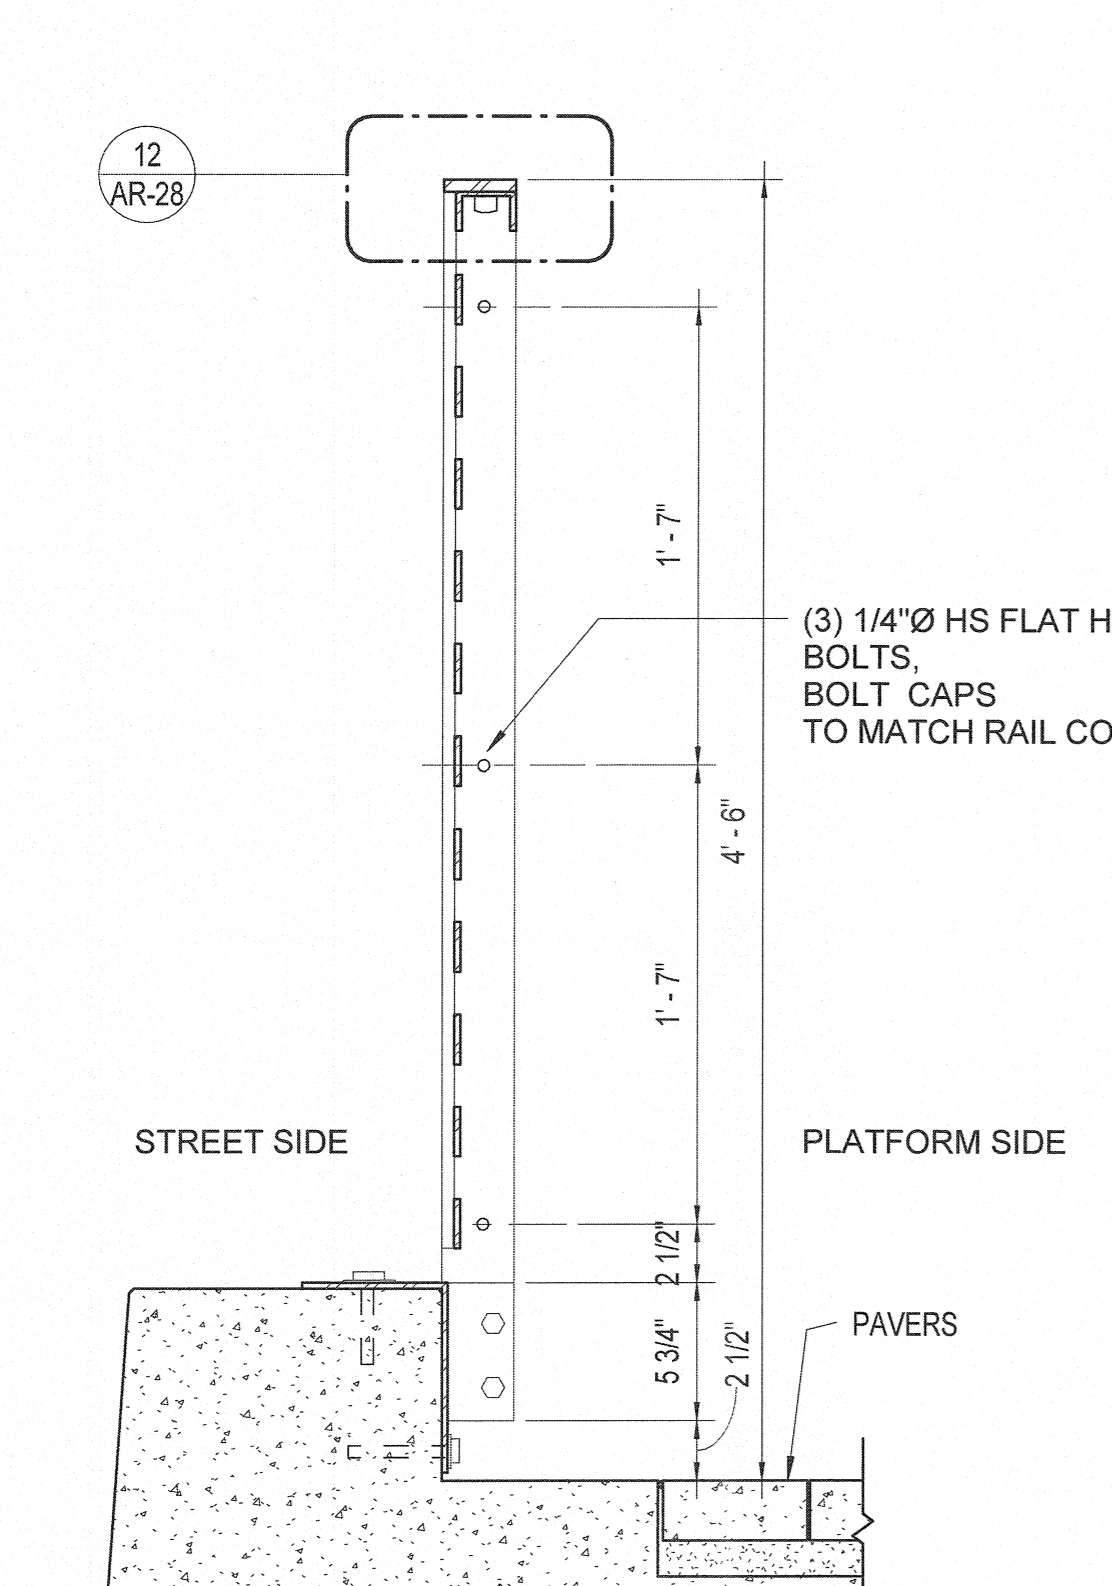 12
AR-28
1' - 7"
(3) 1/4"Ø HS FLAT H
BOLTS,
BOLT CAPS
TO MATCH RAIL CO
4' - 6"
1' - 7"
STREET SIDE
PLATFORM SIDE
2 1/2"
5 3/4"
2 1/2"
PAVERS